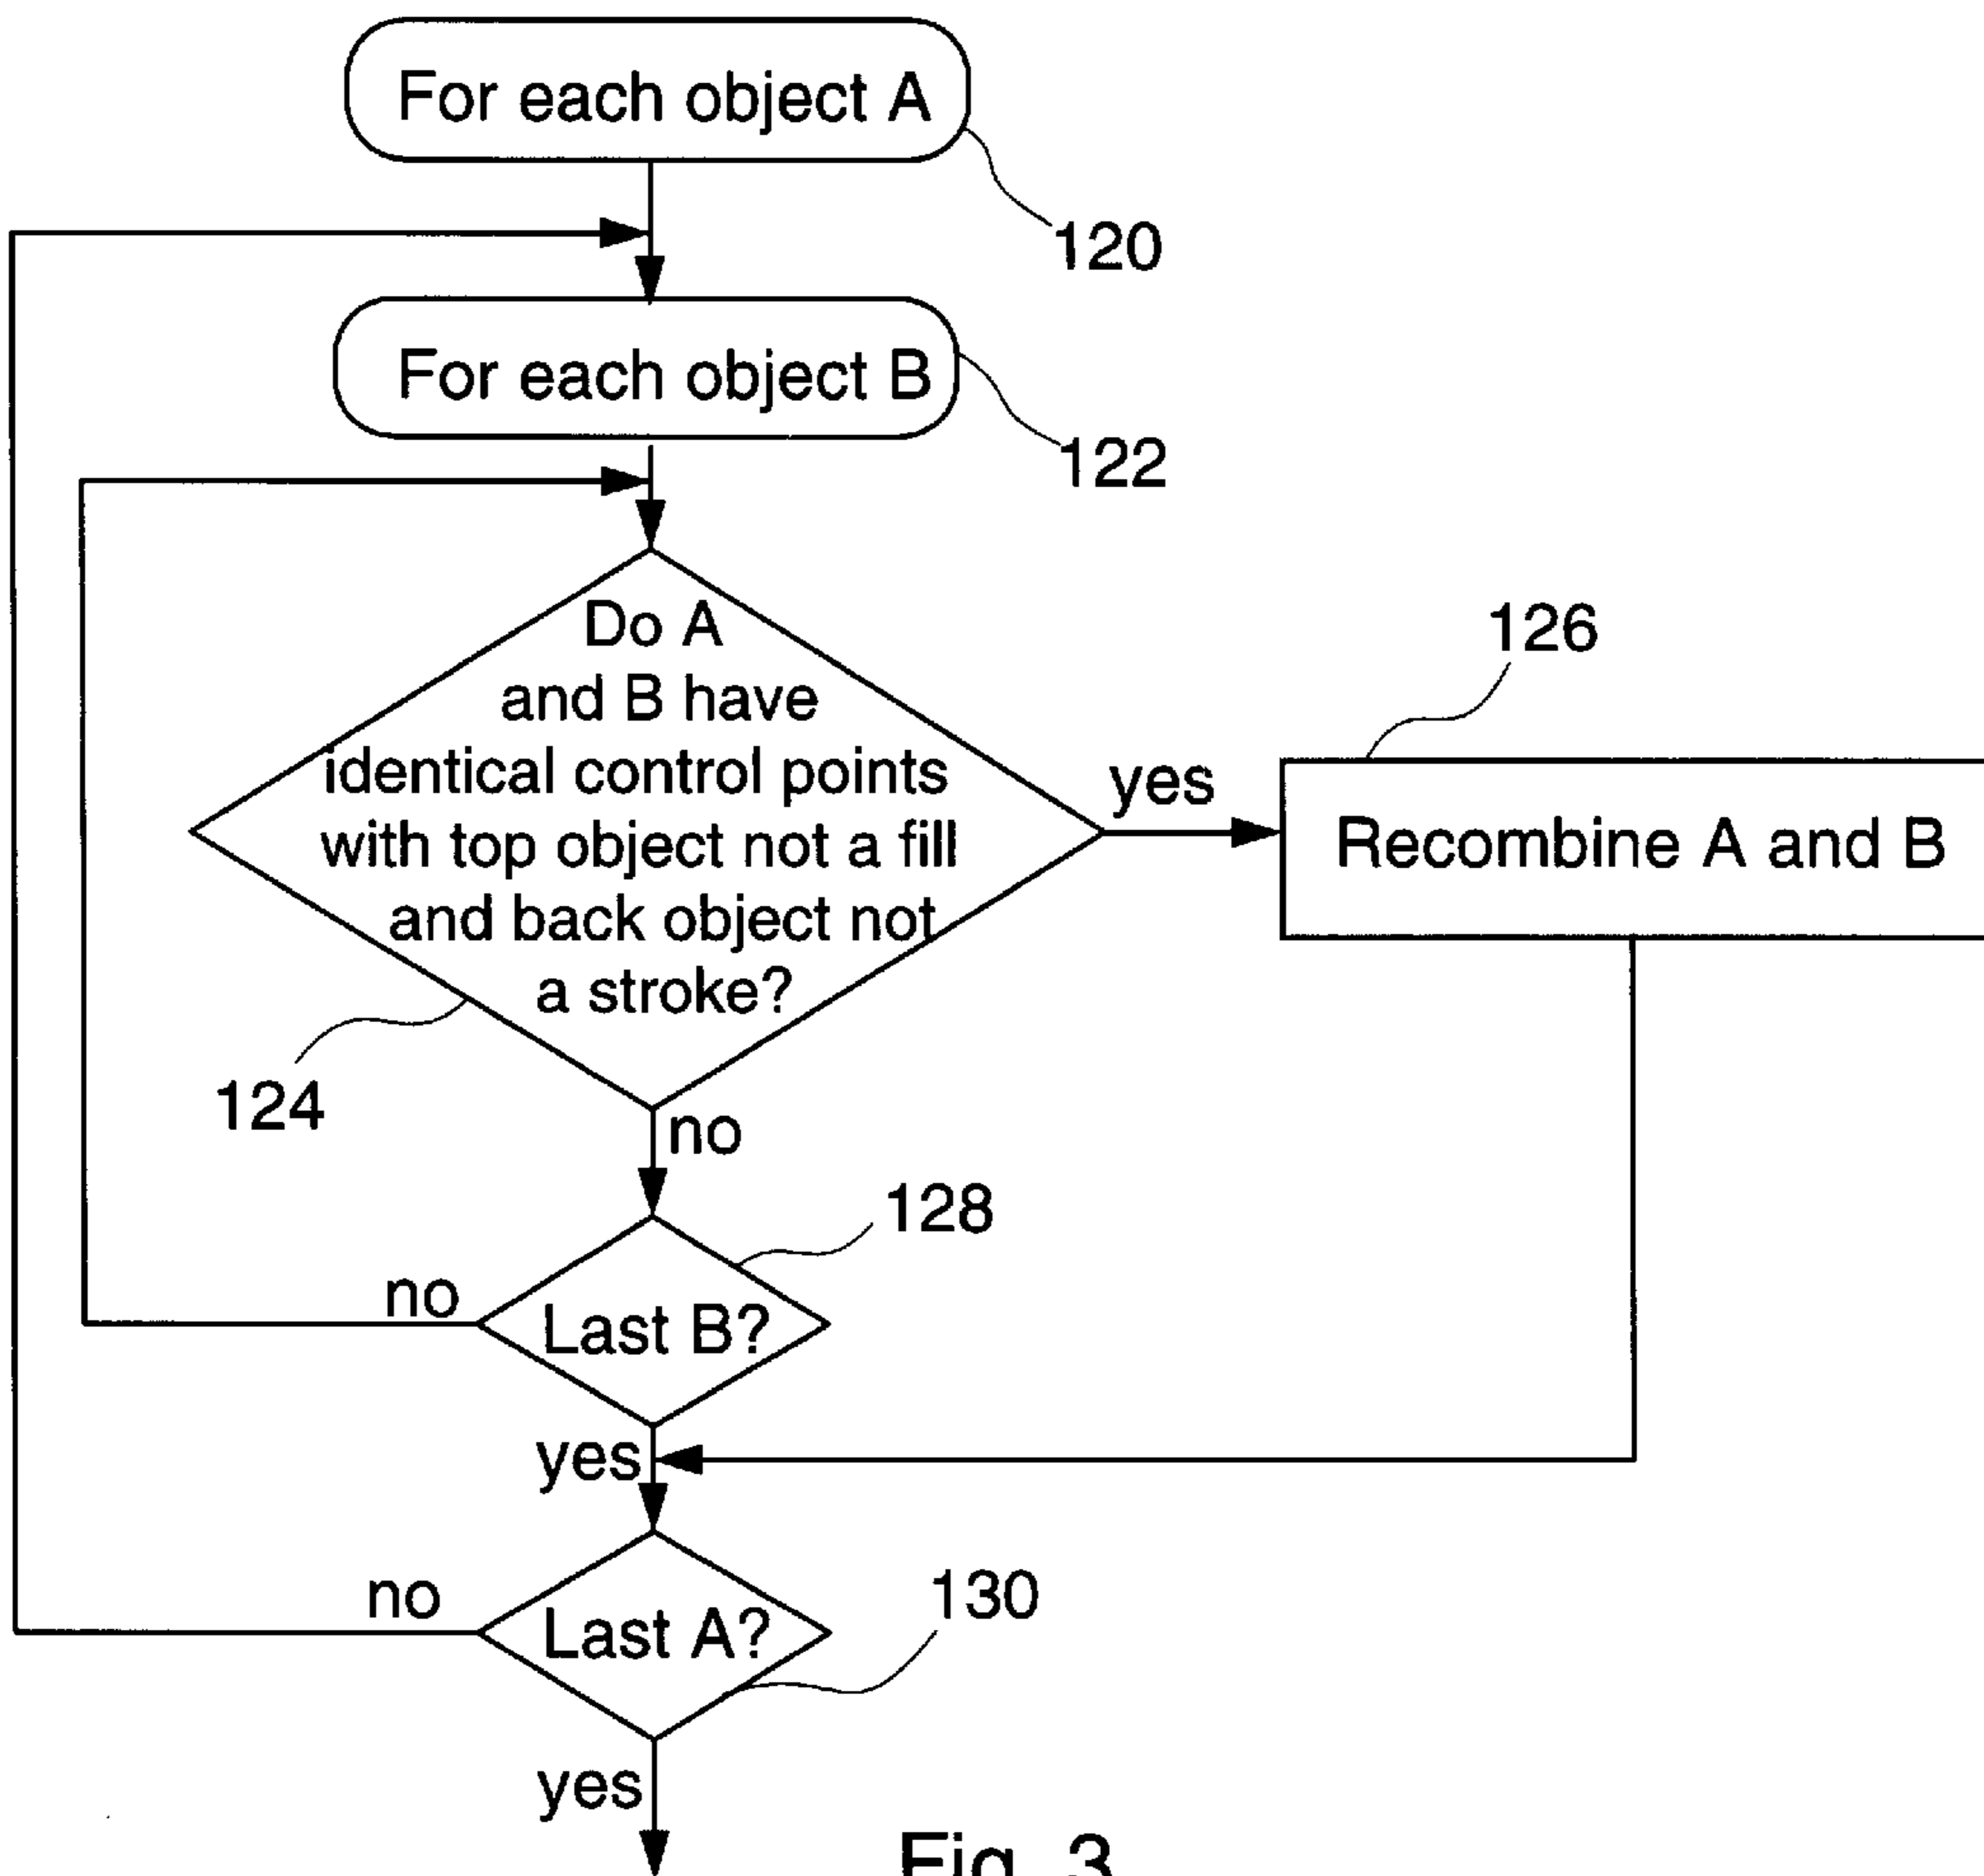 For each object A
120
For each object B
122
Do A
and B have
identical control points
with top object not a fill
and back object not
a stroke?
124
yes
126
Recombine A and B
no
128
Last B?
no
yes
130
Last A?
no
yes
Fig. 3